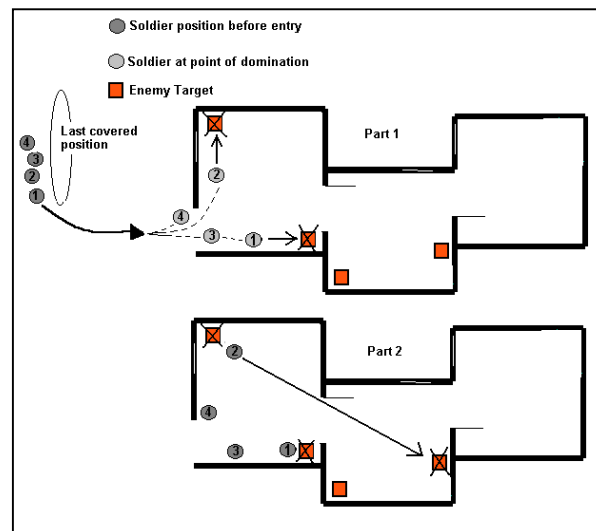 Soldier position before entry
Soldier at point of domination
Enemy Target
Last covered
position
Part 1
4
3
2
1
2
4
3
1
Part 2
2
4
3
1